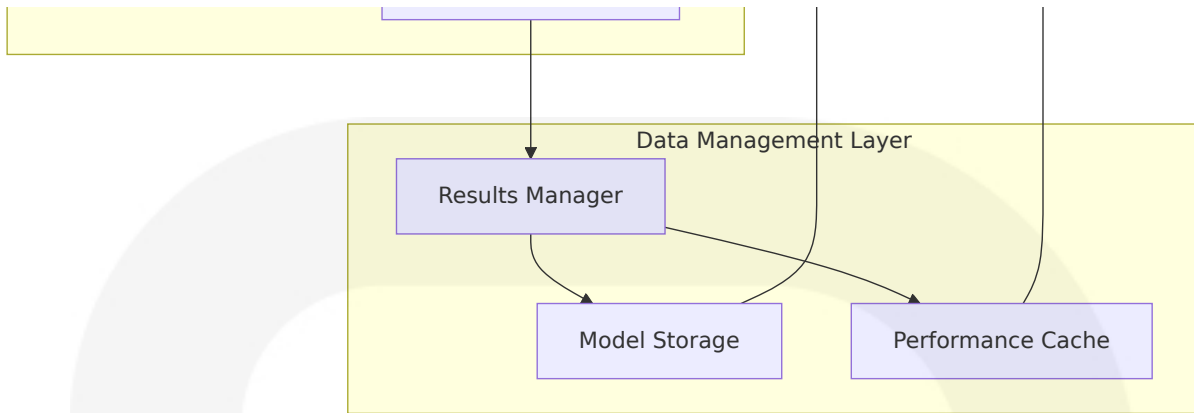 Data Management Layer
Results Manager
Model Storage
Performance Cache